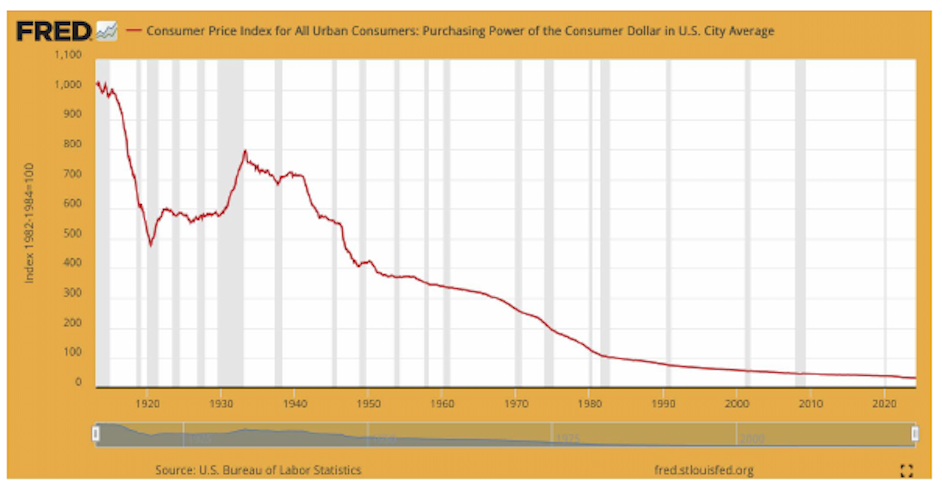 FRED
Consumer Price Index for All Urban Consumers: Purchasing Power of the Consumer Dollar in U.S. City Average
1,100
1,000
900
800
700
600
500
400
300
200
100
0
Index 1982-1984=100
1920 1930 1940 1950 1960 1970 1980 1990 2000 2010 2020
1975 2000
Source: U.S. Bureau of Labor Statistics
fred.stlouisfed.org